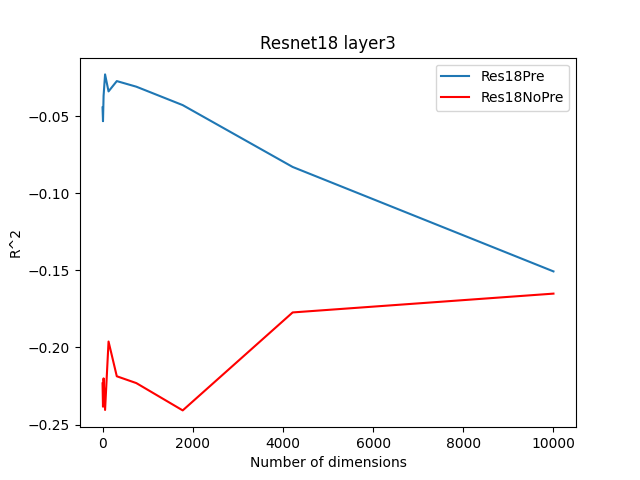 Resnet18 layer3
Res18Pre
Res18NoPre
R^2
−0.05
−0.10
−0.15
−0.20
−0.25
0
2000
4000
6000
8000
10000
Number of dimensions